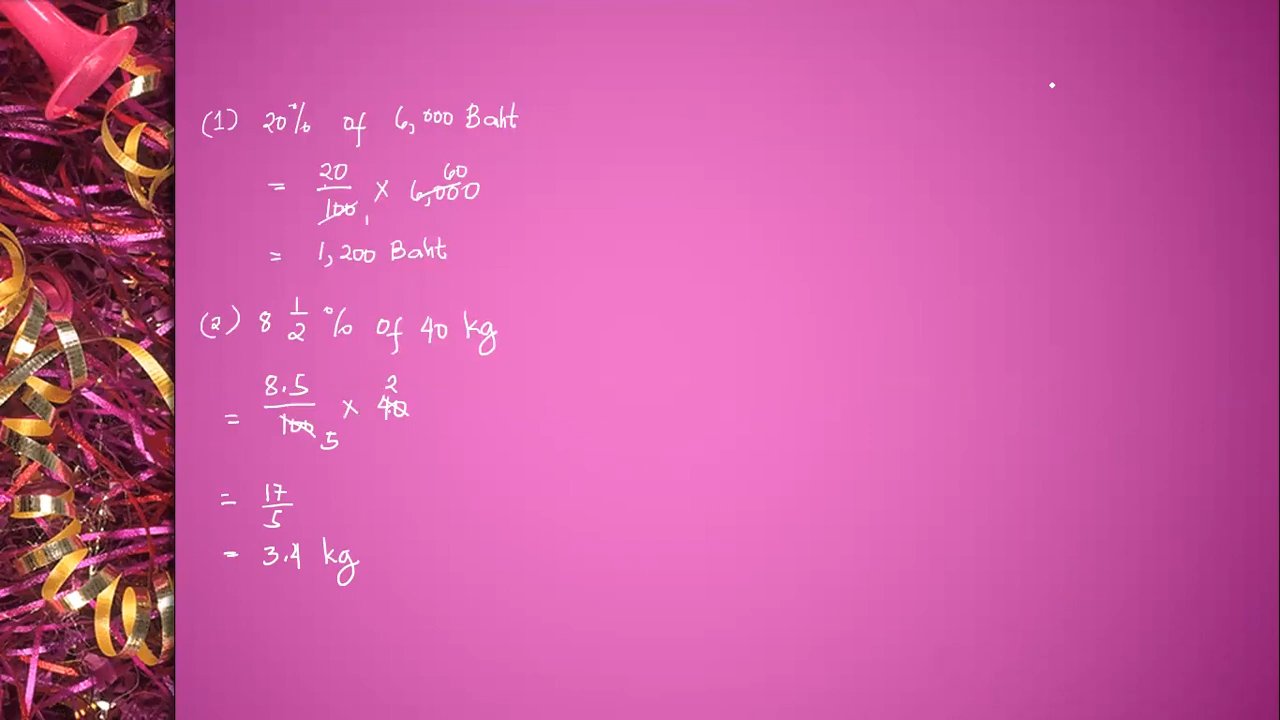 (1) 20% of 6,000 Baht
= 20/100 1 × 6,000 60
= 1,200 Baht
(2) 8 1/2 % of 40 kg
= 8.5/100 5 × 40 2
= 17/5
= 3.4 kg